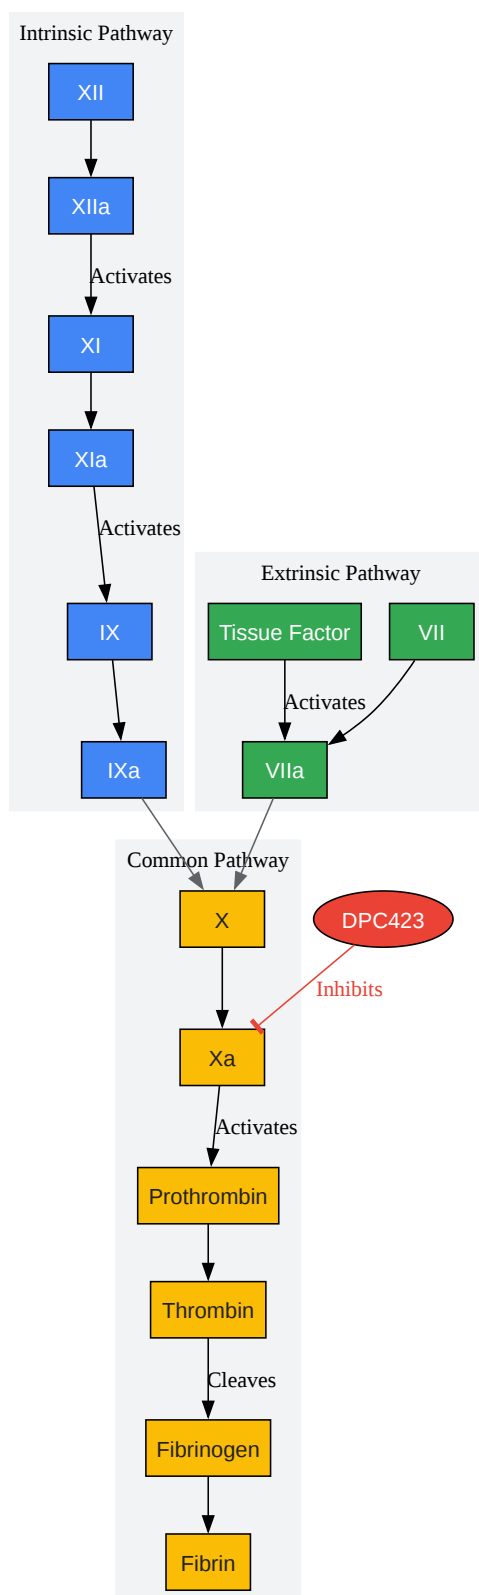 Intrinsic Pathway
XII
XIIa
Activates
XI
XIa
Activates
IX
IXa
Extrinsic Pathway
Tissue Factor
VII
Activates
VIIa
Common Pathway
X
DPC423
Inhibits
Xa
Activates
Prothrombin
Thrombin
Cleaves
Fibrinogen
Fibrin